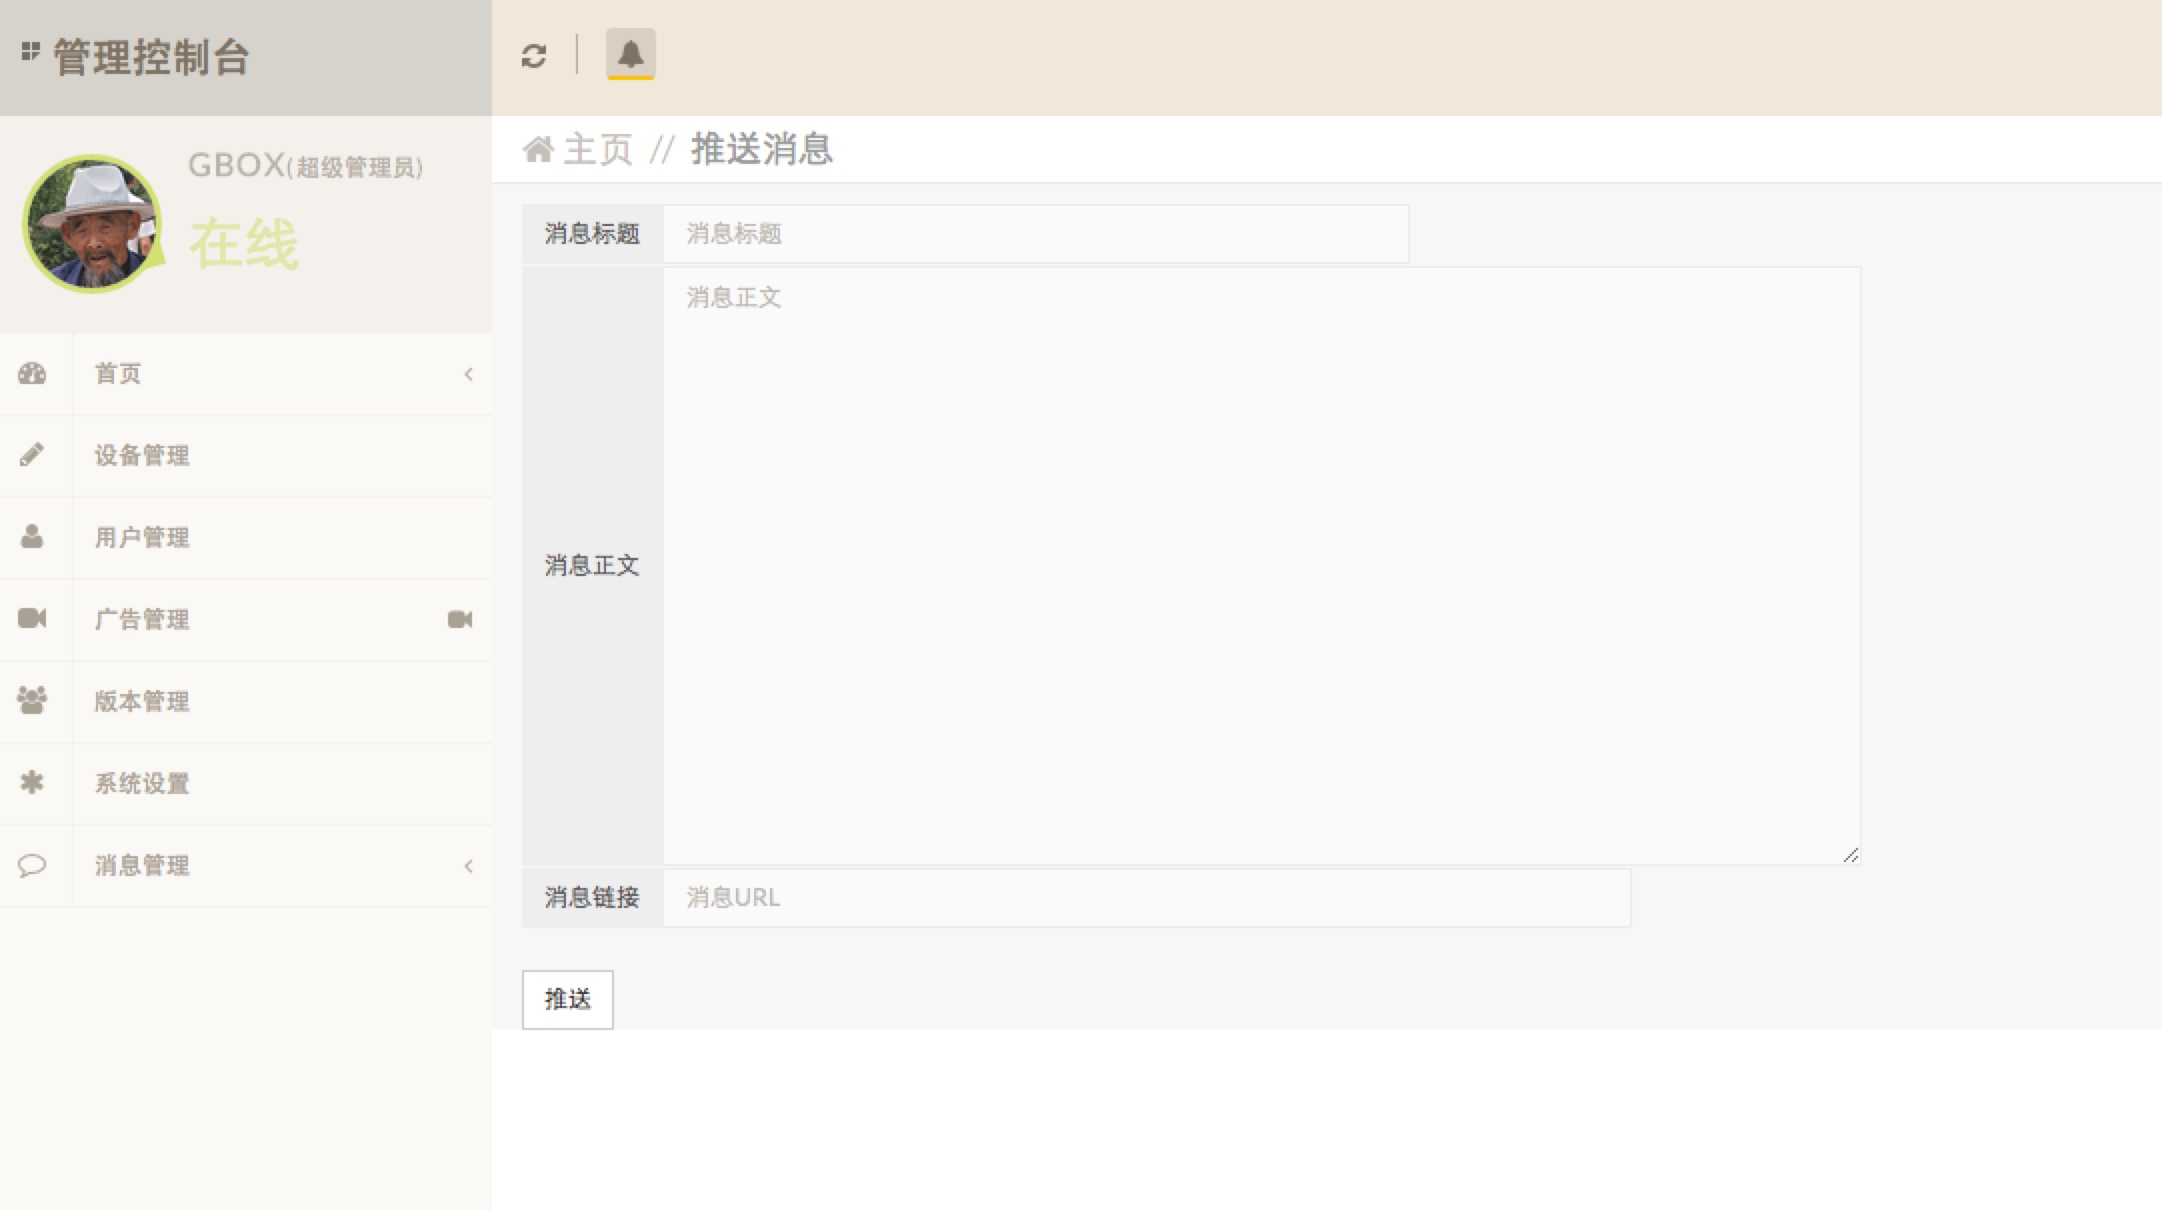 管理控制台
GBOX(超级管理员)
在线
首页
设备管理
用户管理
广告管理
版本管理
系统设置
消息管理
主页 // 推送消息
消息标题 消息标题
消息正文 消息正文
消息链接 消息URL
推送